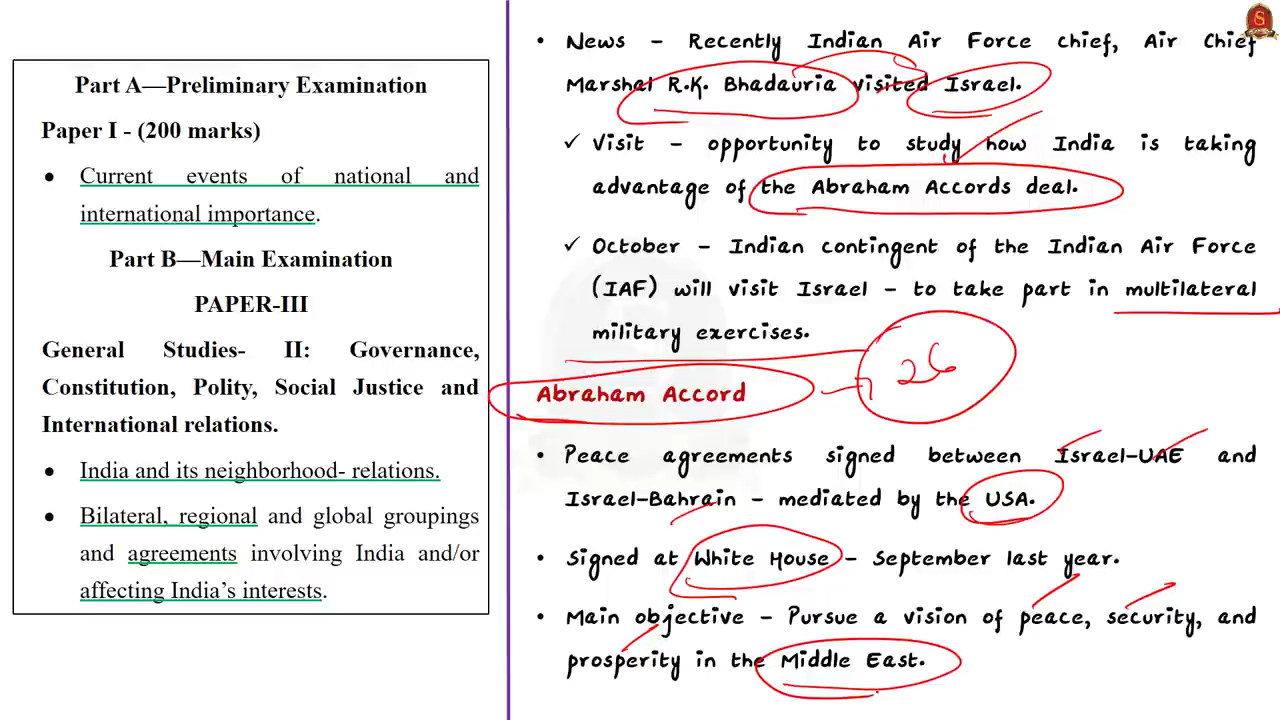 Part A—Preliminary Examination
Paper I - (200 marks)
• Current events of national and
international importance.
Part B—Main Examination
PAPER-III
General Studies- II: Governance,
Constitution, Polity, Social Justice and
International relations.
• India and its neighborhood- relations.
• Bilateral, regional and global groupings
and agreements involving India and/or
affecting India's interests.
• News - Recently Indian Air Force chief, Air Chief
Marshal R.K. Bhadauria visited Israel.
✓ Visit - opportunity to study how India is taking
advantage of the Abraham Accords deal.
✓ October - Indian contingent of the Indian Air Force
(IAF) will visit Israel - to take part in multilateral
military exercises.
26
Abraham Accord
• Peace agreements signed between Israel-UAE and
Israel-Bahrain - mediated by the USA.
• Signed at White House - September last year.
• Main objective - Pursue a vision of peace, security, and
prosperity in the Middle East.